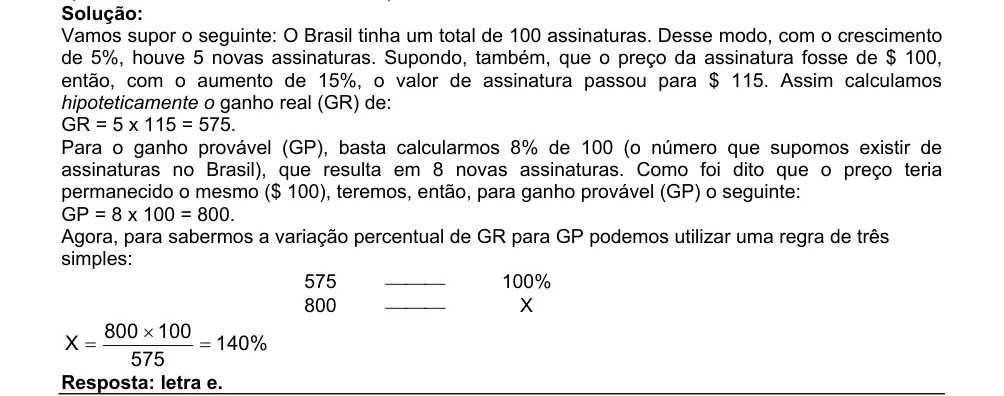 Solução:
Vamos supor o seguinte: O Brasil tinha um total de 100 assinaturas. Desse modo, com o crescimento
de 5%, houve 5 novas assinaturas. Supondo, também, que o preço da assinatura fosse de $ 100,
então, com o aumento de 15%, o valor de assinatura passou para $ 115. Assim calculamos
hipoteticamente o ganho real (GR) de:
GR = 5 x 115 = 575.
Para o ganho provável (GP), basta calcularmos 8% de 100 (o número que supomos existir de
assinaturas no Brasil), que resulta em 8 novas assinaturas. Como foi dito que o preço teria
permanecido o mesmo ($ 100), teremos, então, para ganho provável (GP) o seguinte:
GP = 8 x 100 = 800.
Agora, para sabermos a variação percentual de GR para GP podemos utilizar uma regra de três
simples:
575 ——— 100%
800 ——— X
X = 800 × 100 / 575 = 140%
Resposta: letra e.